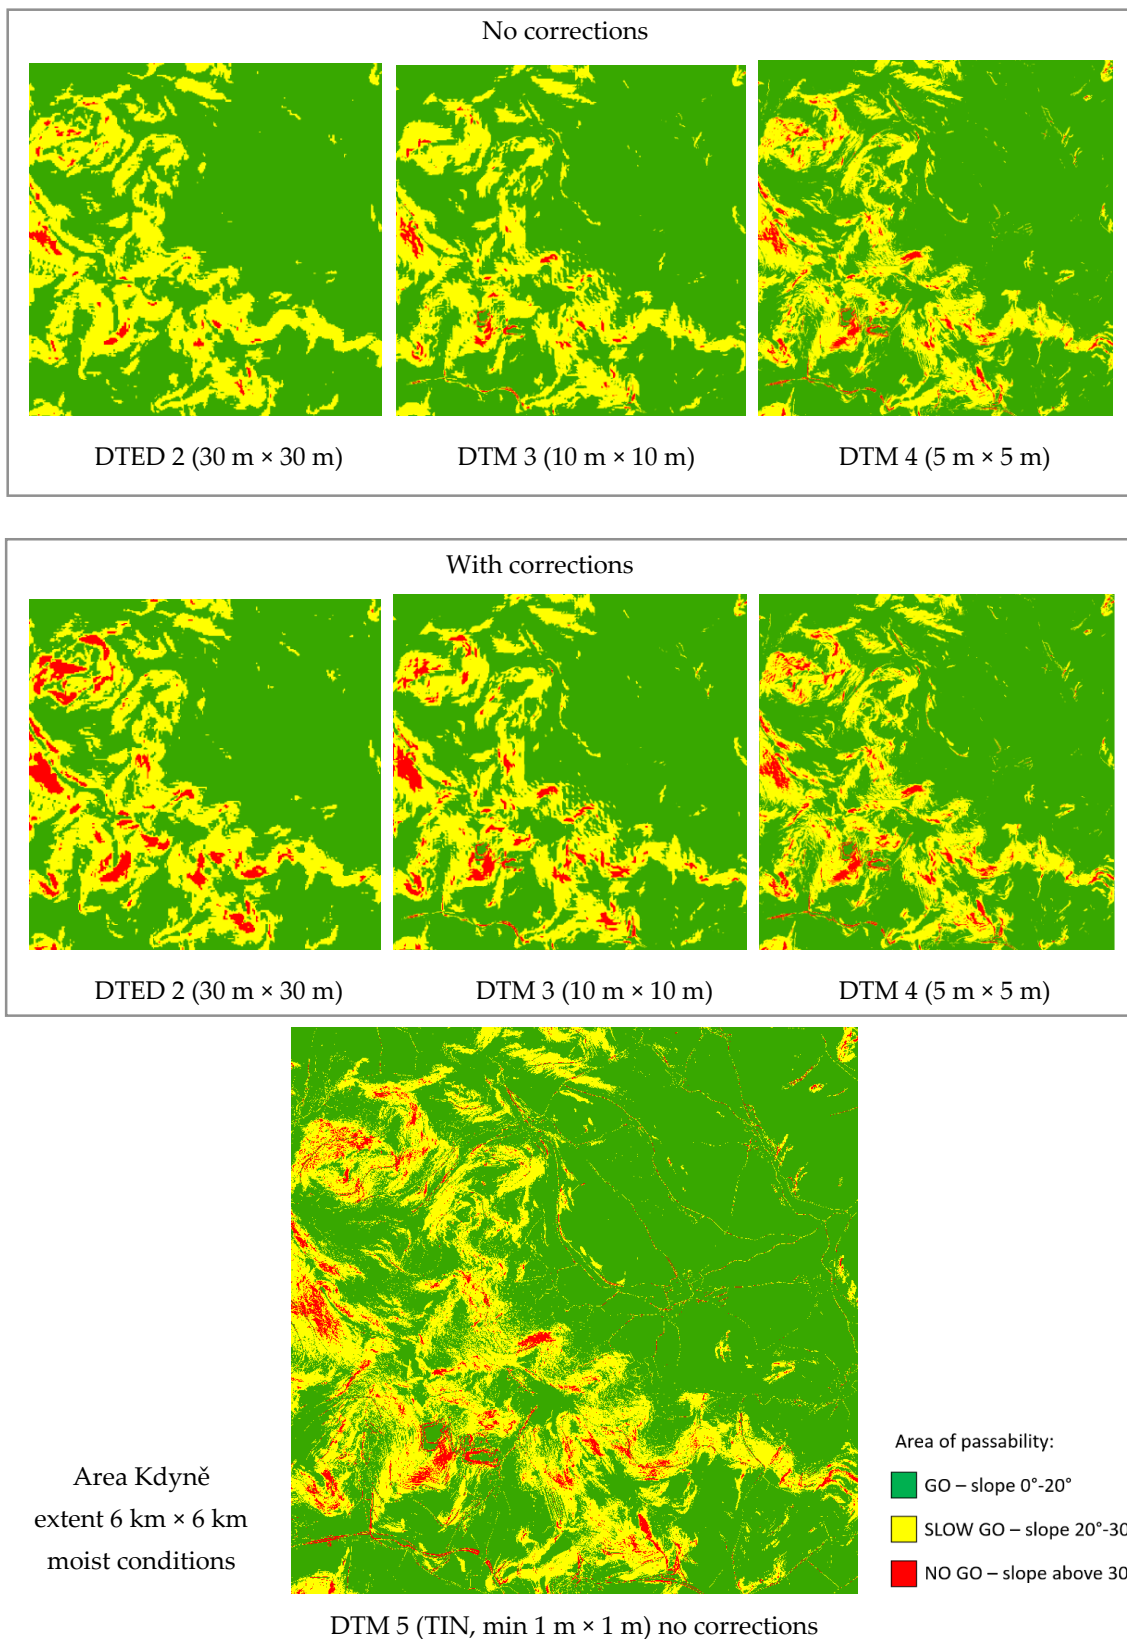 No corrections
DTED 2 (30 m × 30 m)
DTM 3 (10 m × 10 m)
DTM 4 (5 m × 5 m)
With corrections
DTED 2 (30 m × 30 m)
DTM 3 (10 m × 10 m)
DTM 4 (5 m × 5 m)
Area Kdyně
extent 6 km × 6 km
moist conditions
Area of passability:
GO – slope 0°-20°
SLOW GO – slope 20°-30
NO GO – slope above 30
DTM 5 (TIN, min 1 m × 1 m) no corrections